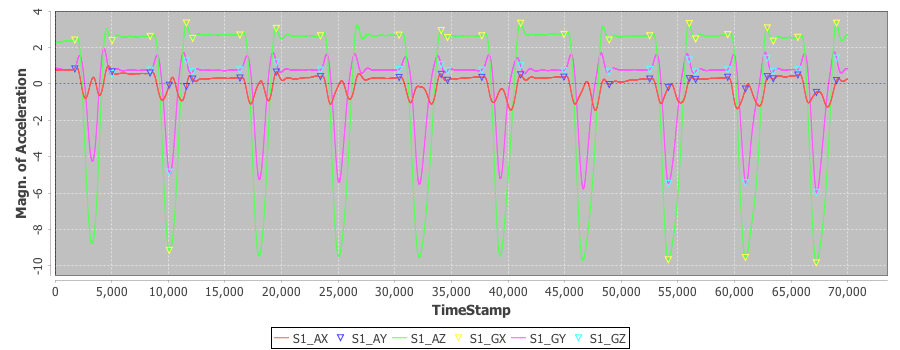 Magn. of Acceleration
4
2
0
-2
-4
-6
-8
-10
0 5,000 10,000 15,000 20,000 25,000 30,000 35,000 40,000 45,000 50,000 55,000 60,000 65,000 70,000
TimeStamp
S1_AX S1_AY S1_AZ S1_GX S1_GY S1_GZ